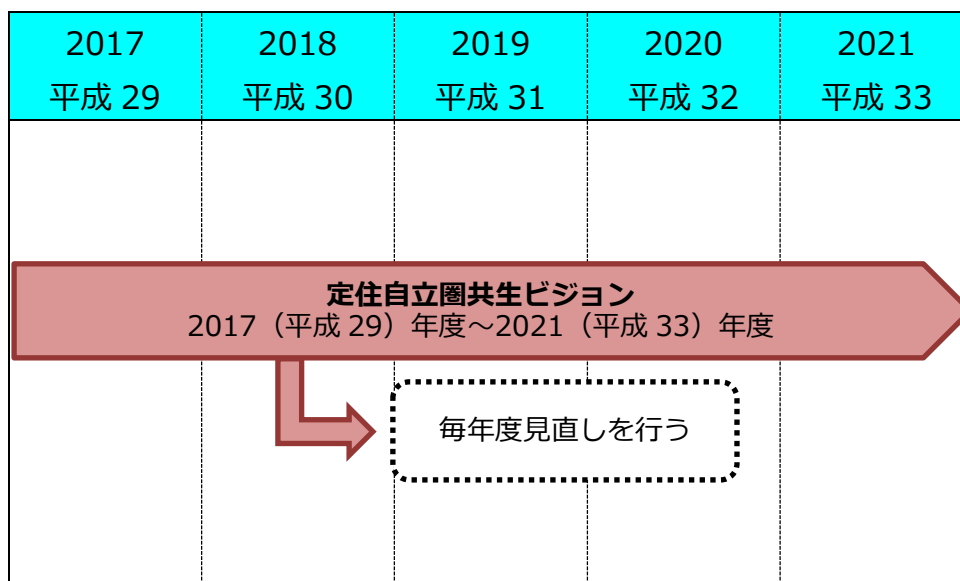 2017 2018 2019 2020 2021
平成 29 平成 30 平成 31 平成 32 平成 33
定住自立圏共生ビジョン
2017（平成 29）年度～2021（平成 33）年度
毎年度見直しを行う